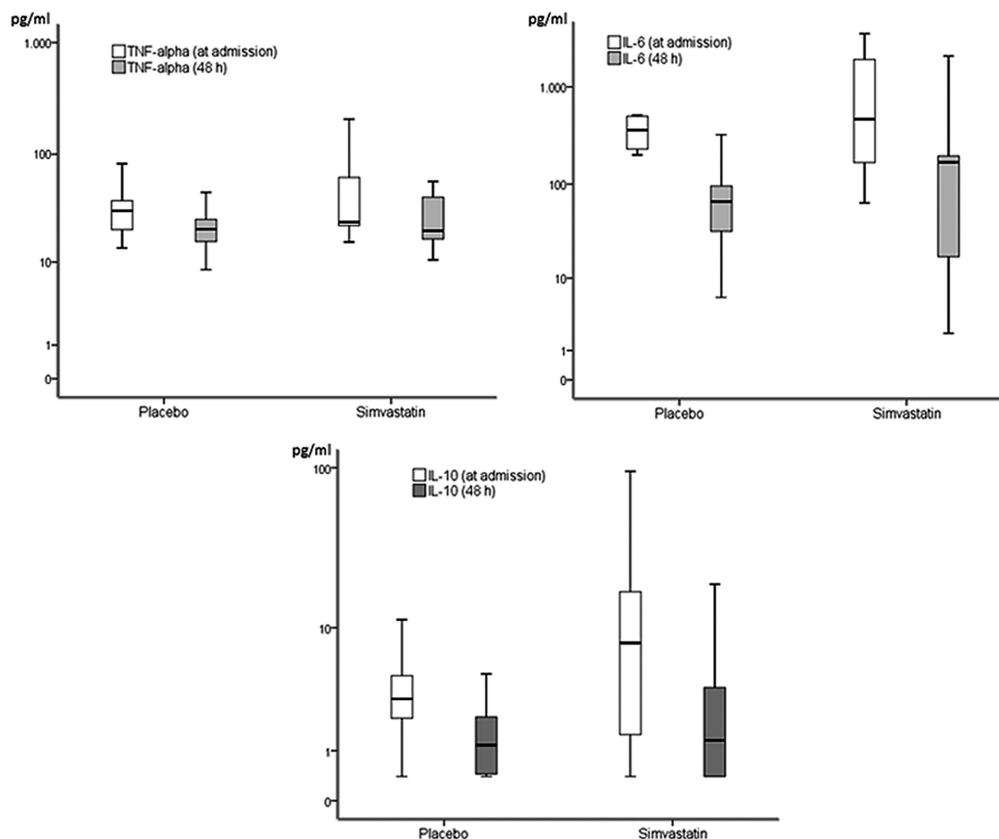 pg/ml
1.000
TNF-alpha (at admission)
TNF-alpha (48 h)
100
10
1
0
Placebo Simvastatin
pg/ml
IL-6 (at admission)
IL-6 (48 h)
1.000
100
10
1
0
Placebo Simvastatin
pg/ml
100
IL-10 (at admission)
IL-10 (48 h)
10
1
0
Placebo Simvastatin